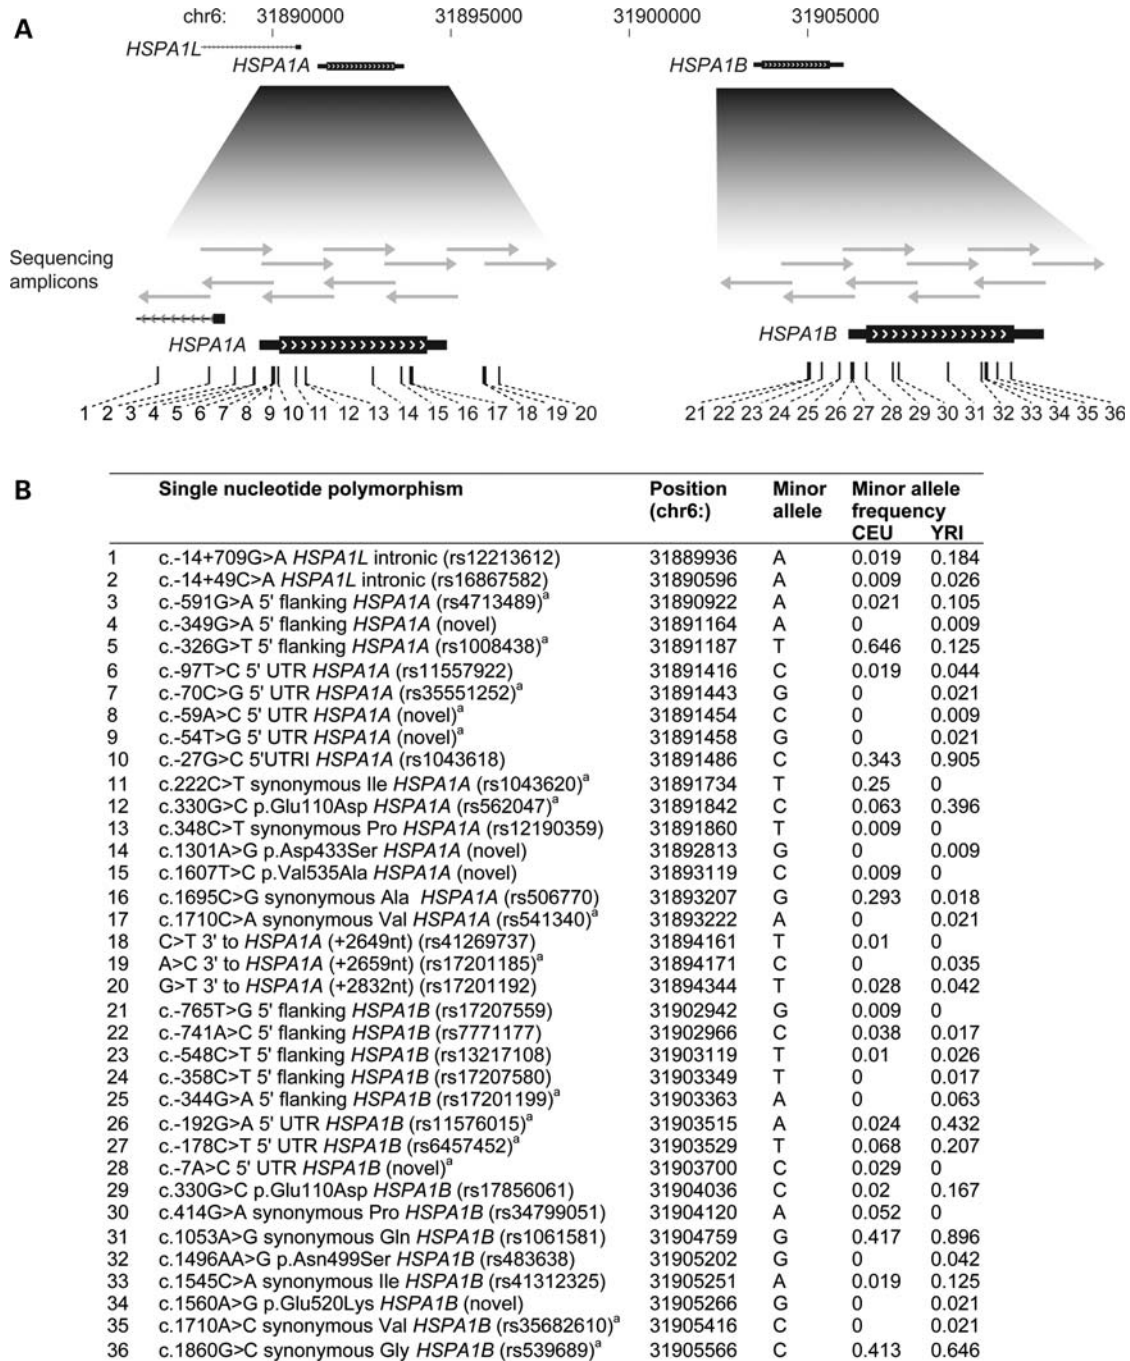 A
chr6: 31890000 31895000 31900000 31905000
HSPA1L
HSPA1A HSPA1B
Sequencing
amplicons
HSPA1A HSPA1B
1 2 3 4 5 6 7 8 9 10 11 12 13 14 15 16 17 18 19 20 21 22 23 24 25 26 27 28 29 30 31 32 33 34 35 36
B
Single nucleotide polymorphism Position Minor Minor allele
(chr6:) allele frequency
CEU YRI
1 c.-14+709G>A HSPA1L intronic (rs12213612) 31889936 A 0.019 0.184
2 c.-14+49C>A HSPA1L intronic (rs16867582) 31890596 A 0.009 0.026
3 c.-591G>A 5' flanking HSPA1A (rs4713489)a 31890922 A 0.021 0.105
4 c.-349G>A 5' flanking HSPA1A (novel) 31891164 A 0 0.009
5 c.-326G>T 5' flanking HSPA1A (rs1008438)a 31891187 T 0.646 0.125
6 c.-97T>C 5' UTR HSPA1A (rs11557922) 31891416 C 0.019 0.044
7 c.-70C>G 5' UTR HSPA1A (rs35551252)a 31891443 G 0 0.021
8 c.-59A>C 5' UTR HSPA1A (novel)a 31891454 C 0 0.009
9 c.-54T>G 5' UTR HSPA1A (novel)a 31891458 G 0 0.021
10 c.-27G>C 5'UTRI HSPA1A (rs1043618) 31891486 C 0.343 0.905
11 c.222C>T synonymous Ile HSPA1A (rs1043620)a 31891734 T 0.25 0
12 c.330G>C p.Glu110Asp HSPA1A (rs562047)a 31891842 C 0.063 0.396
13 c.348C>T synonymous Pro HSPA1A (rs12190359) 31891860 T 0.009 0
14 c.1301A>G p.Asp433Ser HSPA1A (novel) 31892813 G 0 0.009
15 c.1607T>C p.Val535Ala HSPA1A (novel) 31893119 C 0.009 0
16 c.1695C>G synonymous Ala HSPA1A (rs506770) 31893207 G 0.293 0.018
17 c.1710C>A synonymous Val HSPA1A (rs541340)a 31893222 A 0 0.021
18 C>T 3' to HSPA1A (+2649nt) (rs41269737) 31894161 T 0.01 0
19 A>C 3' to HSPA1A (+2659nt) (rs17201185)a 31894171 C 0 0.035
20 G>T 3' to HSPA1A (+2832nt) (rs17201192) 31894344 T 0.028 0.042
21 c.-765T>G 5' flanking HSPA1B (rs17207559) 31902942 G 0.009 0
22 c.-741A>C 5' flanking HSPA1B (rs7771177) 31902966 C 0.038 0.017
23 c.-548C>T 5' flanking HSPA1B (rs13217108) 31903119 T 0.01 0.026
24 c.-358C>T 5' flanking HSPA1B (rs17207580) 31903349 T 0 0.017
25 c.-344G>A 5' flanking HSPA1B (rs17201199)a 31903363 A 0 0.063
26 c.-192G>A 5' UTR HSPA1B (rs11576015)a 31903515 A 0.024 0.432
27 c.-178C>T 5' UTR HSPA1B (rs6457452)a 31903529 T 0.068 0.207
28 c.-7A>C 5' UTR HSPA1B (novel)a 31903700 C 0.029 0
29 c.330G>C p.Glu110Asp HSPA1B (rs17856061) 31904036 C 0.02 0.167
30 c.414G>A synonymous Pro HSPA1B (rs34799051) 31904120 A 0.052 0
31 c.1053A>G synonymous Gln HSPA1B (rs1061581) 31904759 G 0.417 0.896
32 c.1496AA>G p.Asn499Ser HSPA1B (rs483638) 31905202 G 0 0.042
33 c.1545C>A synonymous Ile HSPA1B (rs41312325) 31905251 A 0.019 0.125
34 c.1560A>G p.Glu520Lys HSPA1B (novel) 31905266 G 0 0.021
35 c.1710A>C synonymous Val HSPA1B (rs35682610)a 31905416 C 0 0.021
36 c.1860G>C synonymous Gly HSPA1B (rs539689)a 31905566 C 0.413 0.646